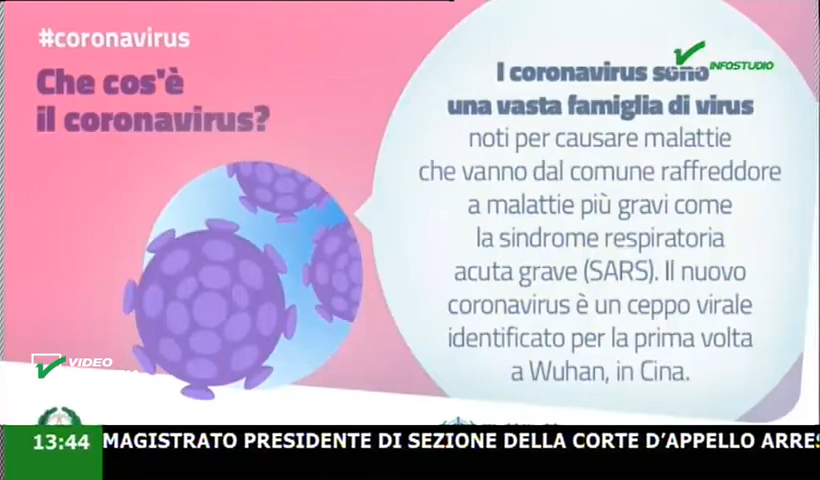 #coronavirus
Che cos'è
il coronavirus?
INFOSTUDIO
I coronavirus sono
una vasta famiglia di virus
noti per causare malattie
che vanno dal comune raffreddore
a malattie più gravi come
la sindrome respiratoria
acuta grave (SARS). Il nuovo
coronavirus è un ceppo virale
identificato per la prima volta
a Wuhan, in Cina.
VIDEO
13:44 MAGISTRATO PRESIDENTE DI SEZIONE DELLA CORTE D'APPELLO ARRES